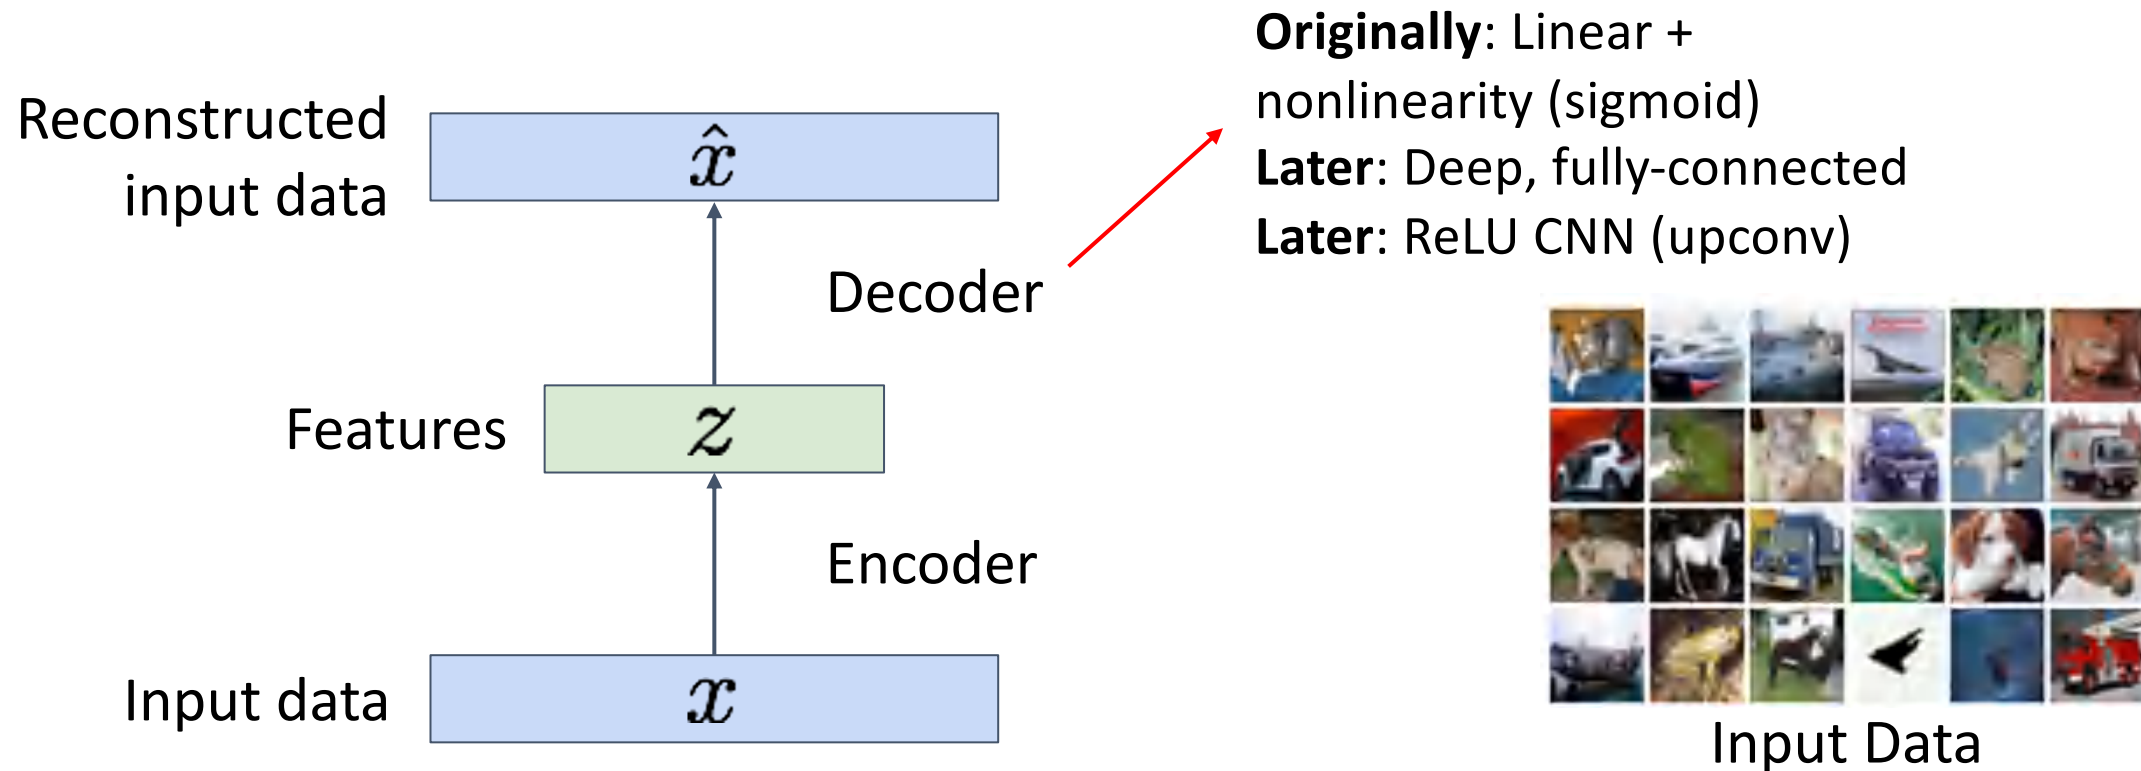 Originally: Linear +
nonlinearity (sigmoid)
Later: Deep, fully-connected
Later: ReLU CNN (upconv)
Reconstructed
input data
x̂
Decoder
Features
z
Encoder
Input data
x
Input Data